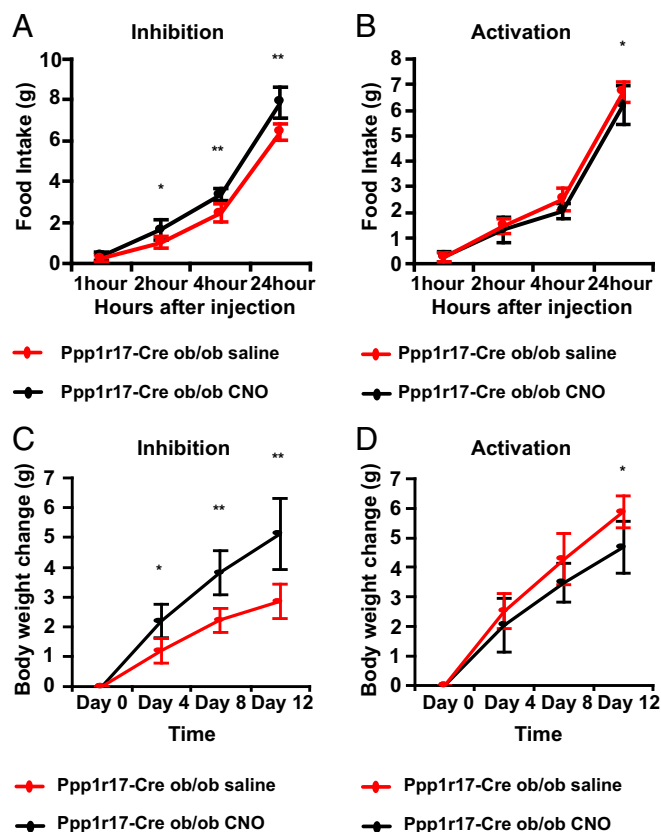 A
Inhibition
Food Intake (g)
10
8
6
4
2
0
*
**
**
1hour 2hour 4hour 24hour
Hours after injection
Ppp1r17-Cre ob/ob saline
Ppp1r17-Cre ob/ob CNO
B
Activation
Food Intake (g)
8
7
6
5
4
3
2
1
0
*
1hour 2hour 4hour 24hour
Hours after injection
Ppp1r17-Cre ob/ob saline
Ppp1r17-Cre ob/ob CNO
C
Inhibition
Body weight change (g)
7
6
5
4
3
2
1
0
*
**
**
Day 0 Day 4 Day 8 Day 12
Time
Ppp1r17-Cre ob/ob saline
Ppp1r17-Cre ob/ob CNO
D
Activation
Body weight change (g)
7
6
5
4
3
2
1
0
*
Day 0 Day 4 Day 8 Day 12
Time
Ppp1r17-Cre ob/ob saline
Ppp1r17-Cre ob/ob CNO